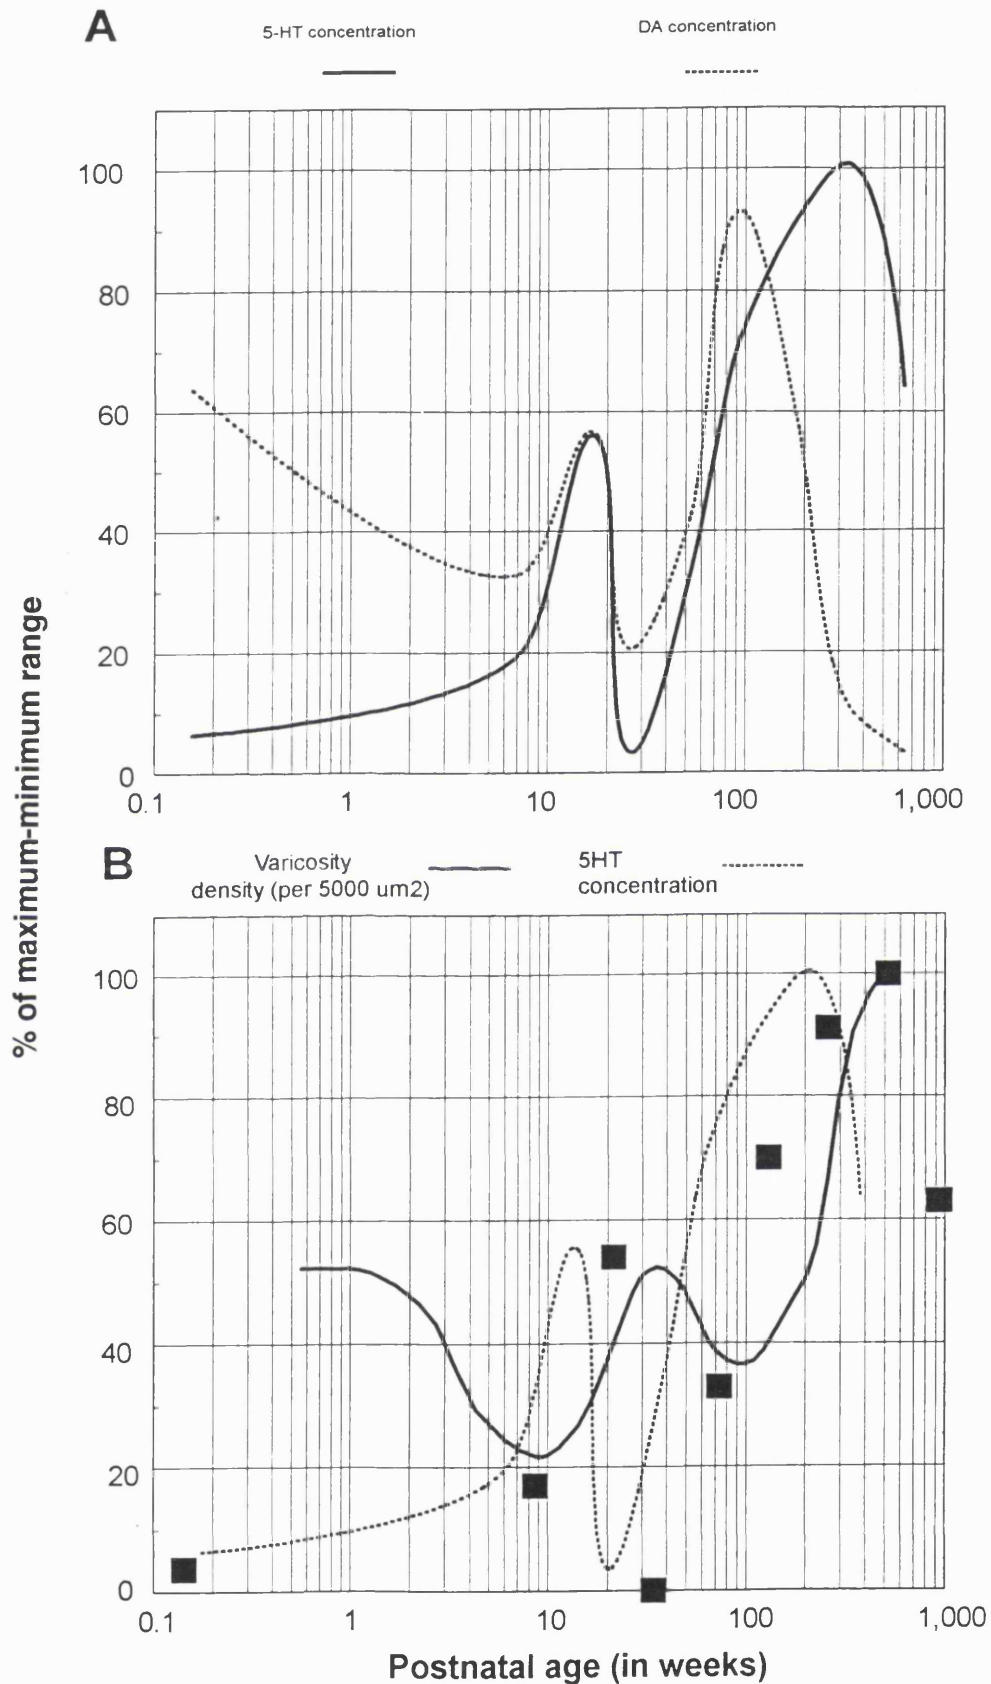 A
5-HT concentration
DA concentration
100
80
60
40
20
0
0.1 1 10 100 1,000
% of maximum-minimum range
B
Varicosity
density (per 5000 um2)
5HT
concentration
100
80
60
40
20
0
0.1 1 10 100 1,000
Postnatal age (in weeks)